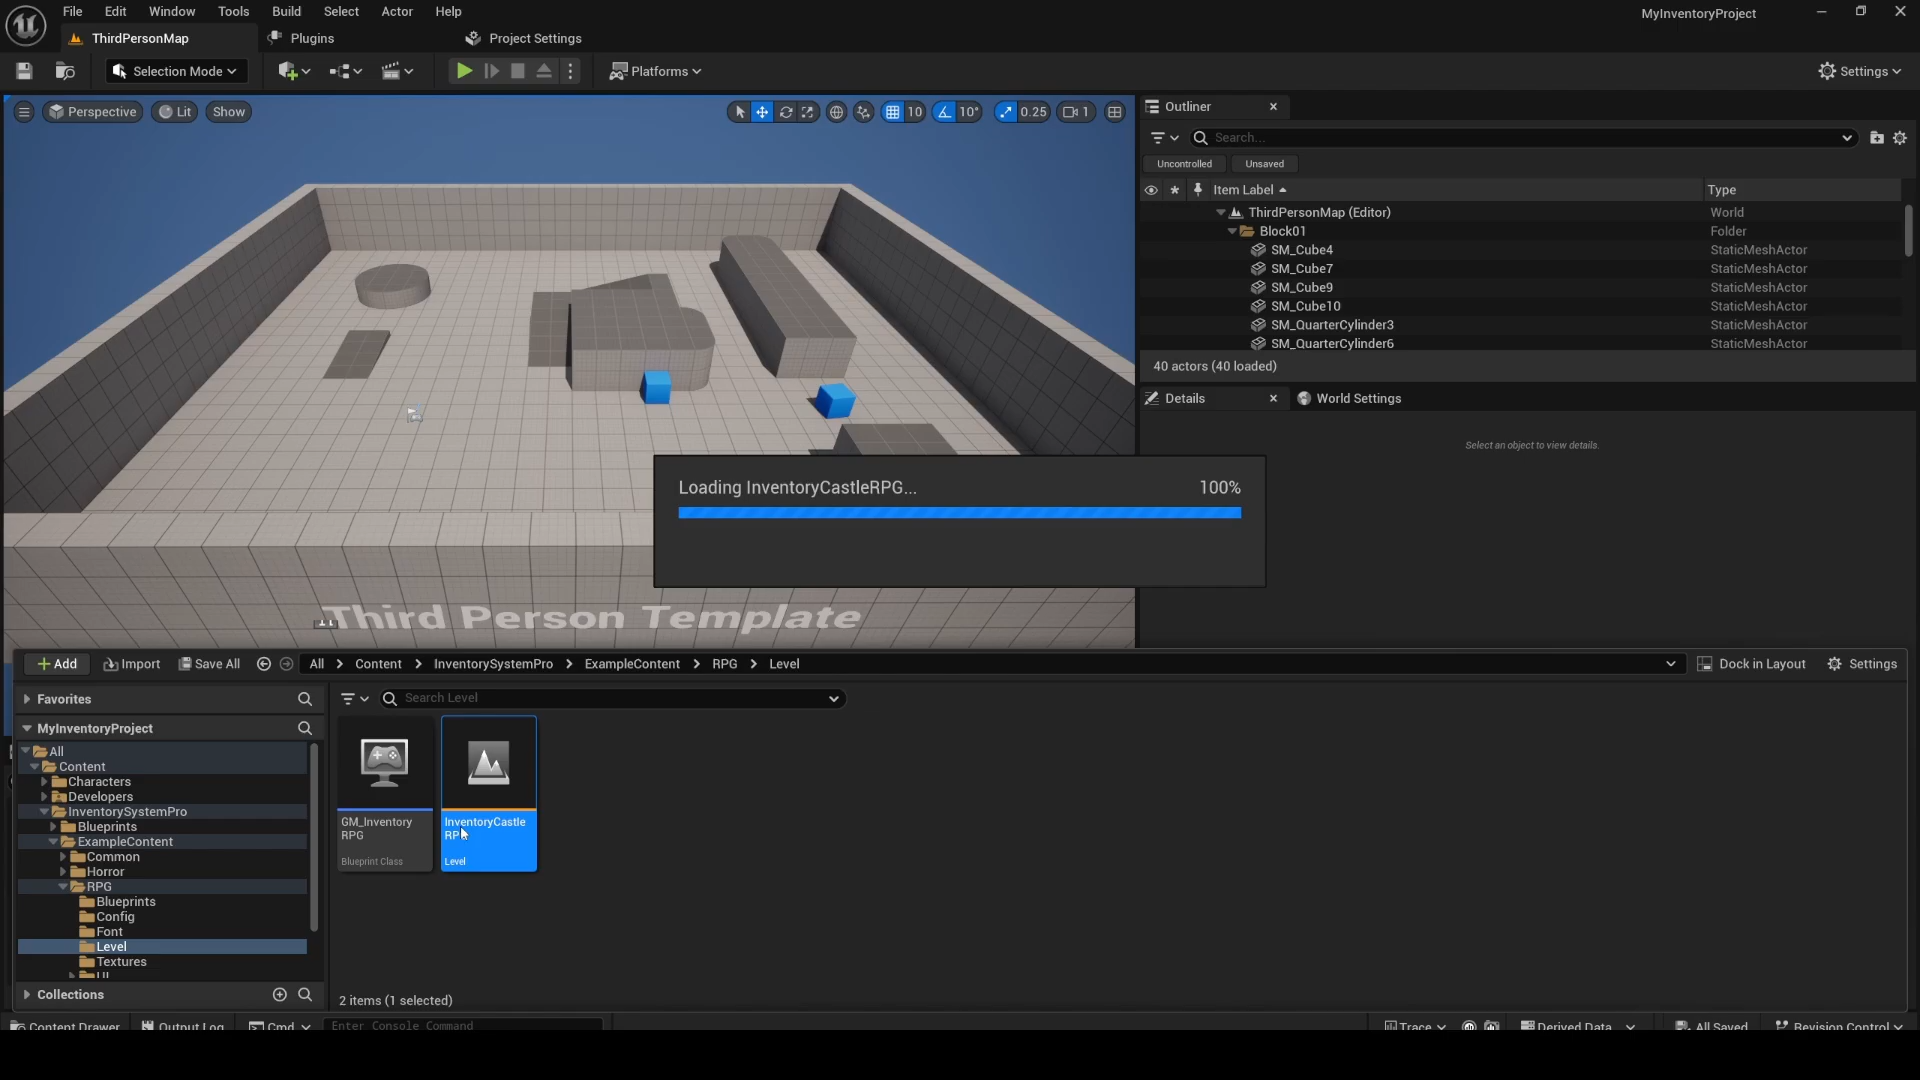 File Edit Window Tools Build Select Actor Help
MyInventoryProject
ThirdPersonMap Plugins Project Settings
Selection Mode Platforms Settings
Perspective Lit Show 10 10° 0.25 1
Outliner
Search...
Uncontrolled Unsaved
Item Label Type
ThirdPersonMap (Editor) World
Block01 Folder
SM_Cube4 StaticMeshActor
SM_Cube7 StaticMeshActor
SM_Cube9 StaticMeshActor
SM_Cube10 StaticMeshActor
SM_QuarterCylinder3 StaticMeshActor
SM_QuarterCylinder6 StaticMeshActor
40 actors (40 loaded)
Details World Settings
Select an object to view details.
Loading InventoryCastleRPG... 100%
Third Person Template
Add Import Save All All Content InventorySystemPro ExampleContent RPG Level Dock in Layout Settings
Favorites
Search Level
MyInventoryProject
All
Content
Characters
Developers
InventorySystemPro
Blueprints
ExampleContent
Common
Horror
RPG
Blueprints
Config
Font
Level
Textures
UI
Collections
GM_Inventory
RPG
Blueprint Class
InventoryCastle
RPG
Level
2 items (1 selected)
Content Drawer Output Log Cmd Enter Console Command Trace Derived Data All Saved Revision Control